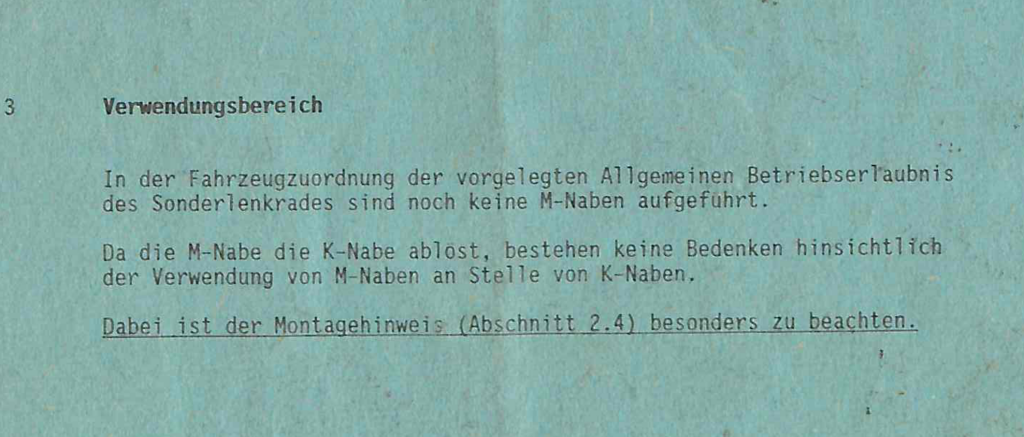 3 Verwendungsbereich
In der Fahrzeugzuordnung der vorgelegten Allgemeinen Betriebserlaubnis
des Sonderlenkrades sind noch keine M-Naben aufgeführt.
Da die M-Nabe die K-Nabe ablöst, bestehen keine Bedenken hinsichtlich
der Verwendung von M-Naben an Stelle von K-Naben.
Dabei ist der Montagehinweis (Abschnitt 2.4) besonders zu beachten.